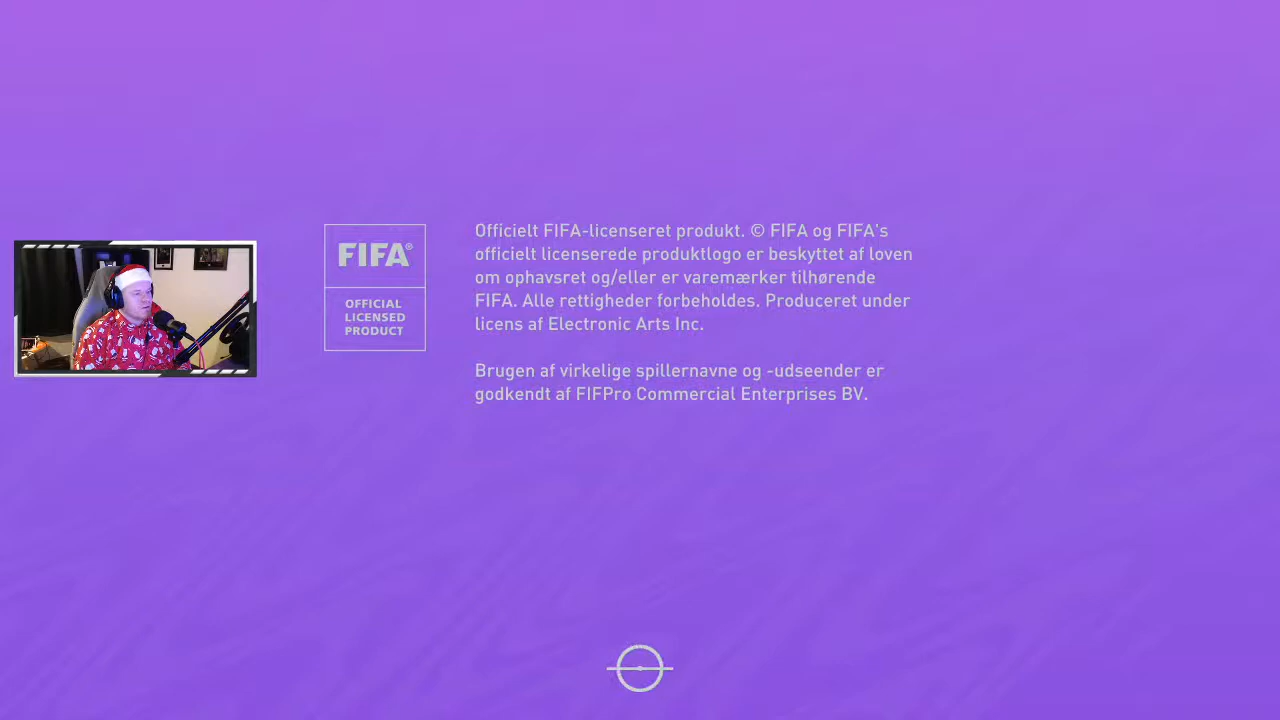 FIFA®
OFFICIAL
LICENSED
PRODUCT
Officielt FIFA-licenseret produkt. © FIFA og FIFA's
officielt licenserede produktlogo er beskyttet af loven
om ophavsret og/eller er varemærker tilhørende
FIFA. Alle rettigheder forbeholdes. Produceret under
licens af Electronic Arts Inc.
Brugen af virkelige spillernavne og -udseender er
godkendt af FIFPro Commercial Enterprises BV.